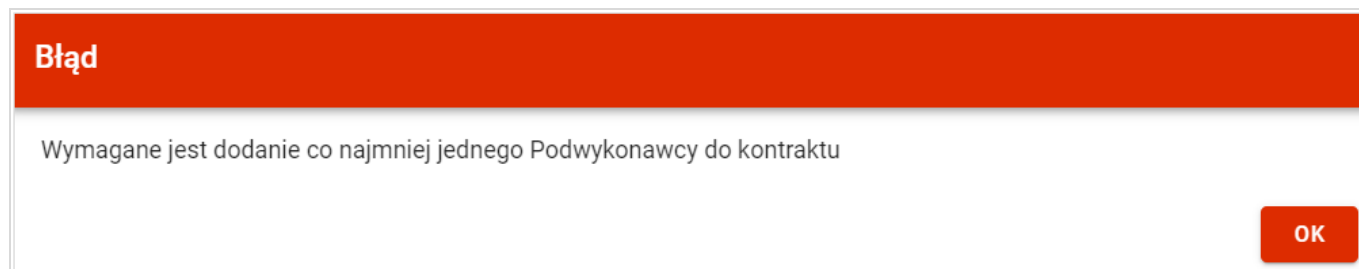 Błąd
Wymagane jest dodanie co najmniej jednego Podwykonawcy do kontraktu
OK